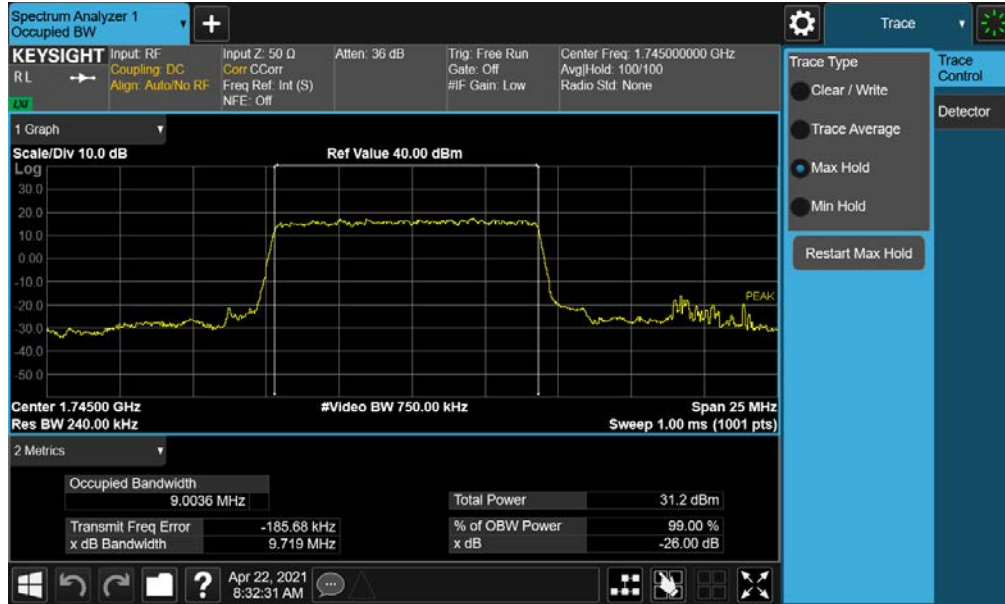 Spectrum Analyzer 1
Occupied BW
+
Trace
KEYSIGHT
RL
LXI
Input: RF
Coupling: DC
Align: Auto/No RF
Input Z: 50 Ω
Corr CCorr
Freq Ref: Int (S)
NFE: Off
Atten: 36 dB
Trig: Free Run
Gate: Off
#IF Gain: Low
Center Freq: 1.745000000 GHz
Avg|Hold: 100/100
Radio Std: None
1 Graph
Scale/Div 10.0 dB
Ref Value 40.00 dBm
Log
30.0
20.0
10.0
0.00
-10.0
-20.0
-30.0
-40.0
-50.0
PEAK
Center 1.74500 GHz
#Video BW 750.00 kHz
Span 25 MHz
Res BW 240.00 kHz
Sweep 1.00 ms (1001 pts)
2 Metrics
Occupied Bandwidth
9.0036 MHz
Total Power 31.2 dBm
Transmit Freq Error -185.68 kHz
% of OBW Power 99.00 %
x dB Bandwidth 9.719 MHz
x dB -26.00 dB
?
Apr 22, 2021
8:32:31 AM
Trace Type
Clear / Write
Trace Average
Max Hold
Min Hold
Restart Max Hold
Trace
Control
Detector